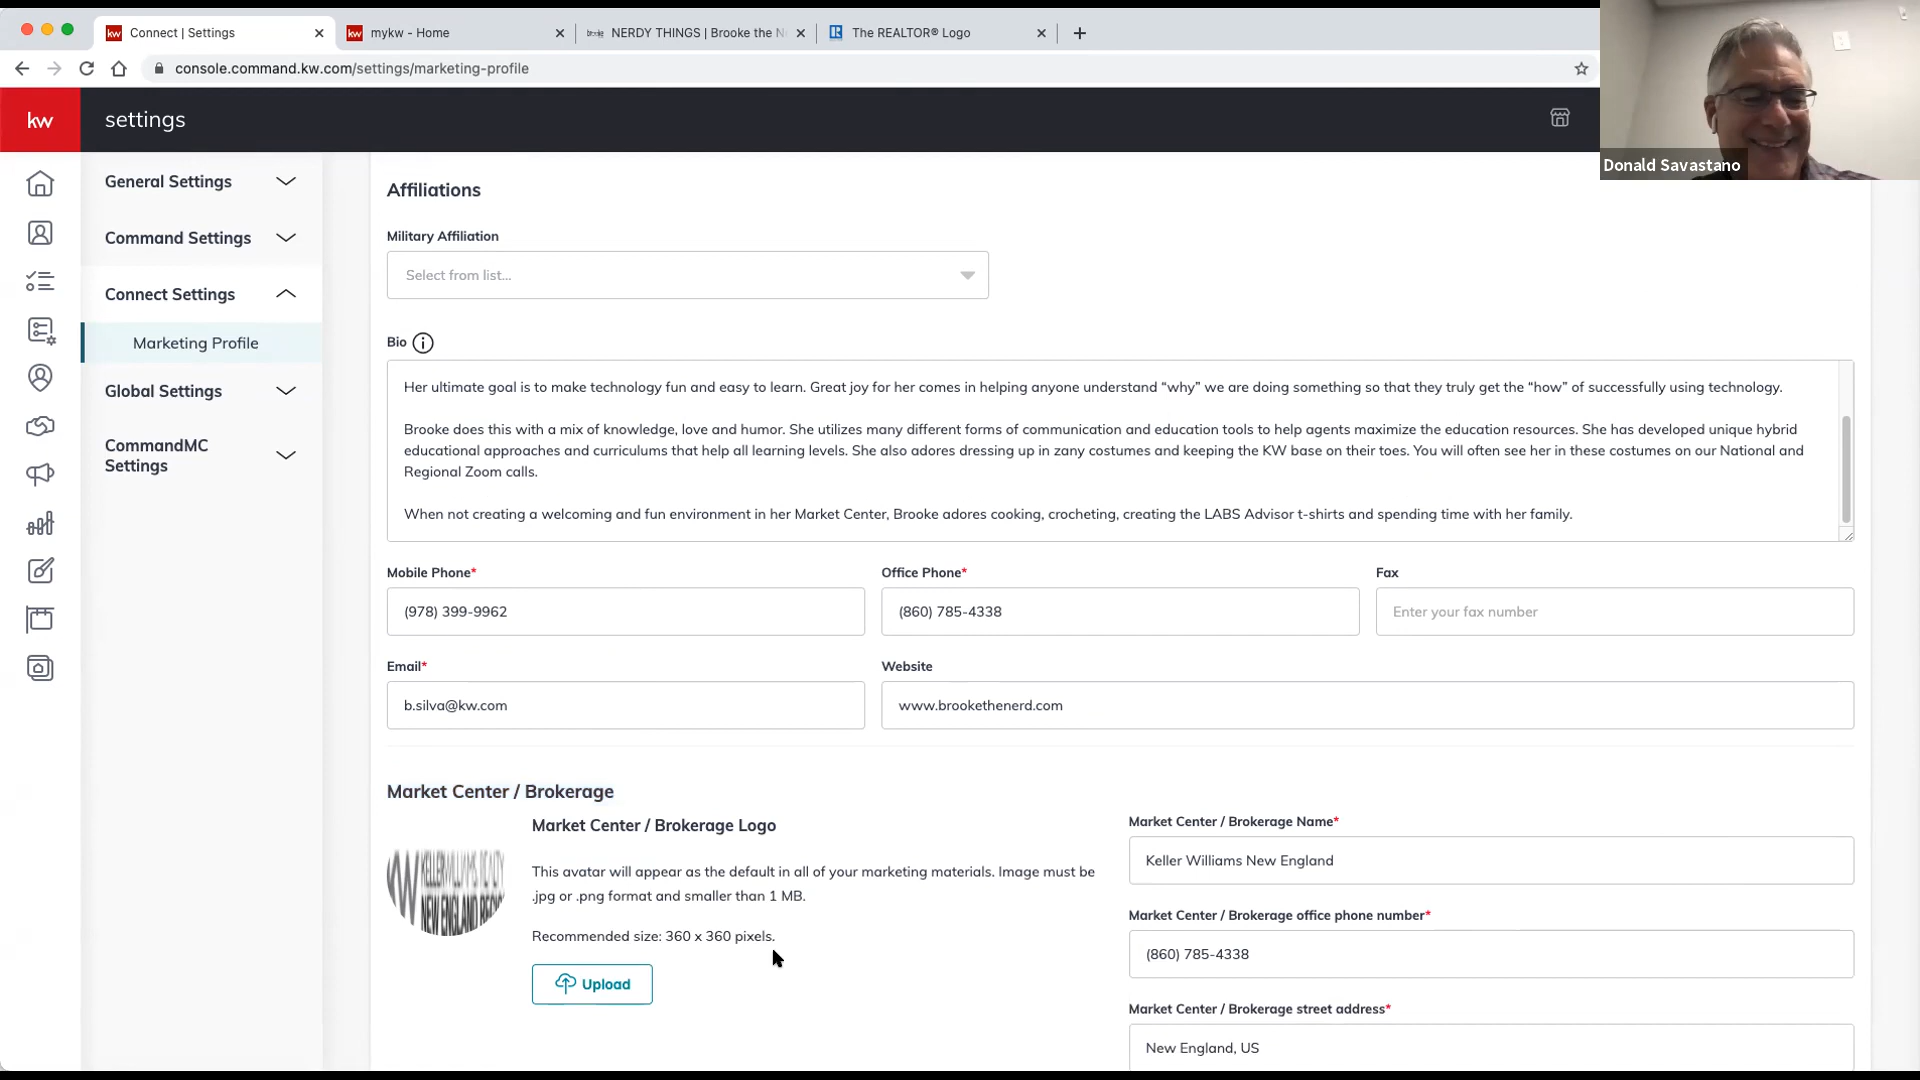 Connect | Settings
mykw - Home
NERDY THINGS | Brooke the N
The REALTOR® Logo
console.command.kw.com/settings/marketing-profile
kw
settings
Donald Savastano
General Settings
Command Settings
Connect Settings
Marketing Profile
Global Settings
CommandMC
Settings
Affiliations
Military Affiliation
Select from list...
Bio
Her ultimate goal is to make technology fun and easy to learn. Great joy for her comes in helping anyone understand “why” we are doing something so that they truly get the “how” of successfully using technology.
Brooke does this with a mix of knowledge, love and humor. She utilizes many different forms of communication and education tools to help agents maximize the education resources. She has developed unique hybrid
educational approaches and curriculums that help all learning levels. She also adores dressing up in zany costumes and keeping the KW base on their toes. You will often see her in these costumes on our National and
Regional Zoom calls.
When not creating a welcoming and fun environment in her Market Center, Brooke adores cooking, crocheting, creating the LABS Advisor t-shirts and spending time with her family.
Mobile Phone* Office Phone* Fax
(978) 399-9962 (860) 785-4338 Enter your fax number
Email* Website
b.silva@kw.com www.brookethenerd.com
Market Center / Brokerage
Market Center / Brokerage Logo
KW KELLERWILLIAMS REALTY
NEW ENGLAND REGI
This avatar will appear as the default in all of your marketing materials. Image must be
.jpg or .png format and smaller than 1 MB.
Recommended size: 360 x 360 pixels.
Upload
Market Center / Brokerage Name*
Keller Williams New England
Market Center / Brokerage office phone number*
(860) 785-4338
Market Center / Brokerage street address*
New England, US